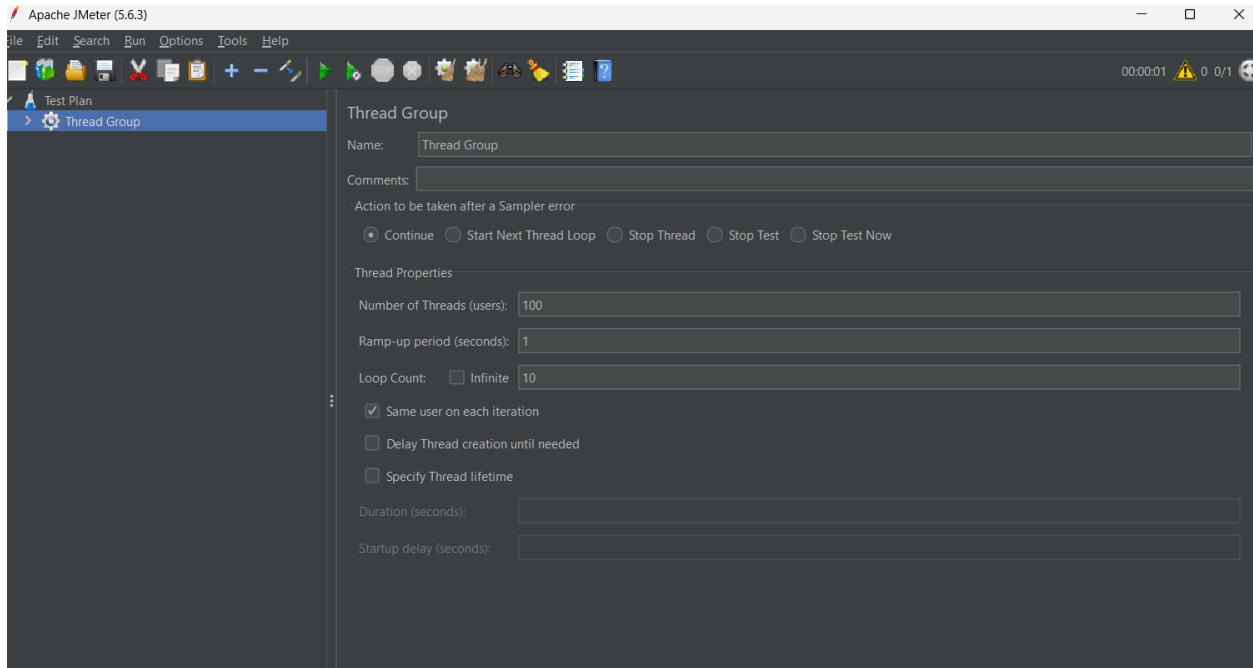 Apache JMeter (5.6.3)
File Edit Search Run Options Tools Help
00:00:01 0 0/1
Test Plan
Thread Group
Thread Group
Name: Thread Group
Comments:
Action to be taken after a Sampler error
Continue Start Next Thread Loop Stop Thread Stop Test Stop Test Now
Thread Properties
Number of Threads (users): 100
Ramp-up period (seconds): 1
Loop Count: Infinite 10
Same user on each iteration
Delay Thread creation until needed
Specify Thread lifetime
Duration (seconds):
Startup delay (seconds):